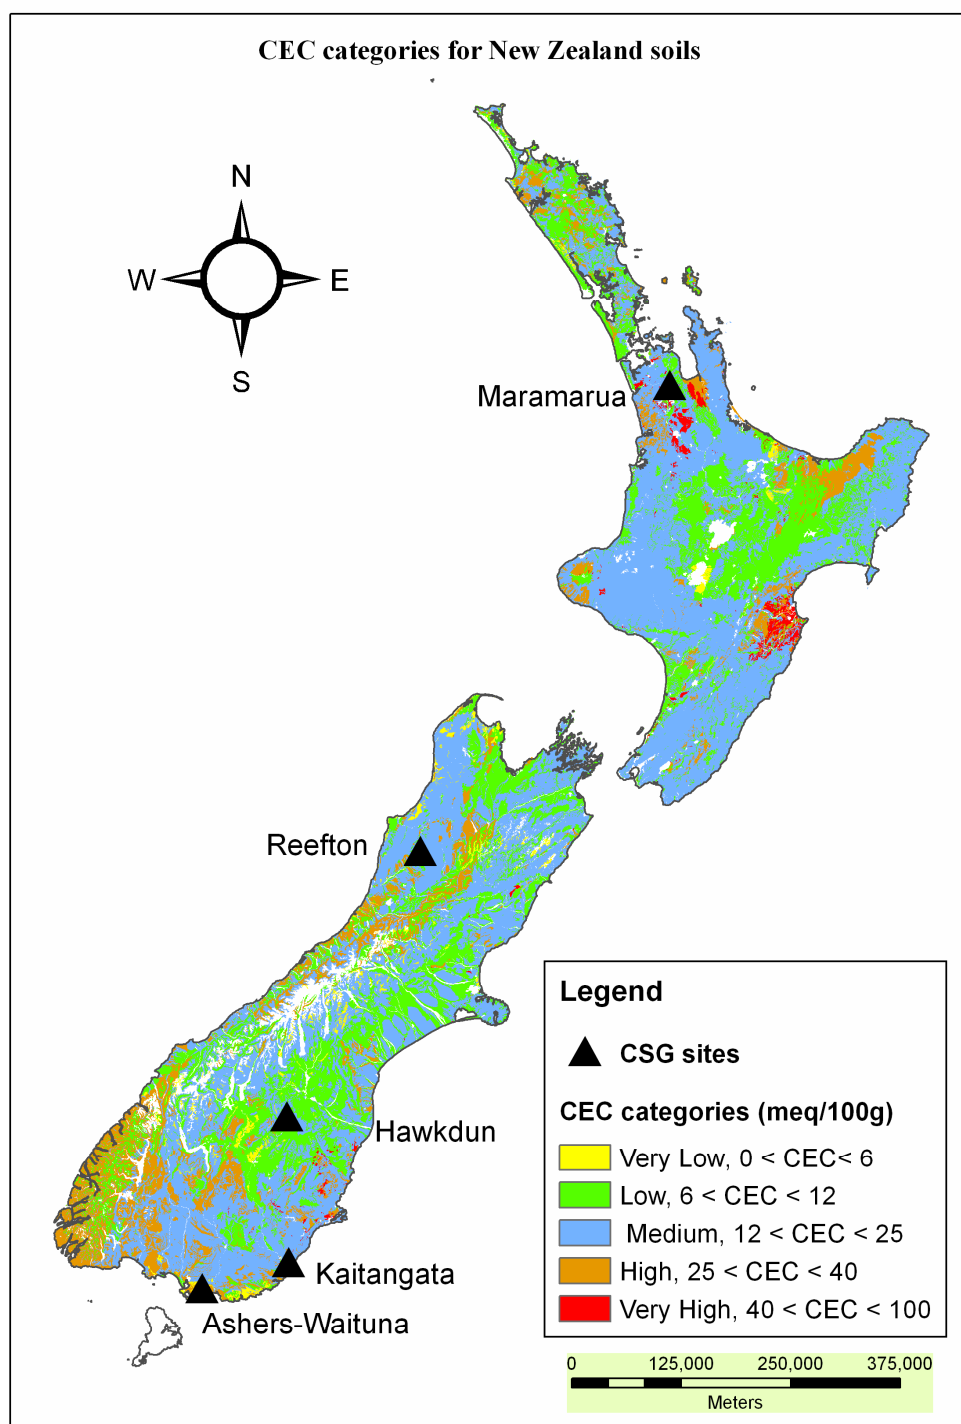 CEC categories for New Zealand soils
N
W
E
S
Maramarua
Reefton
Hawkdun
Kaitangata
Ashers-Waituna
Legend
CSG sites
CEC categories (meq/100g)
Very Low, 0 < CEC< 6
Low, 6 < CEC < 12
Medium, 12 < CEC < 25
High, 25 < CEC < 40
Very High, 40 < CEC < 100
0 125,000 250,000 375,000
Meters